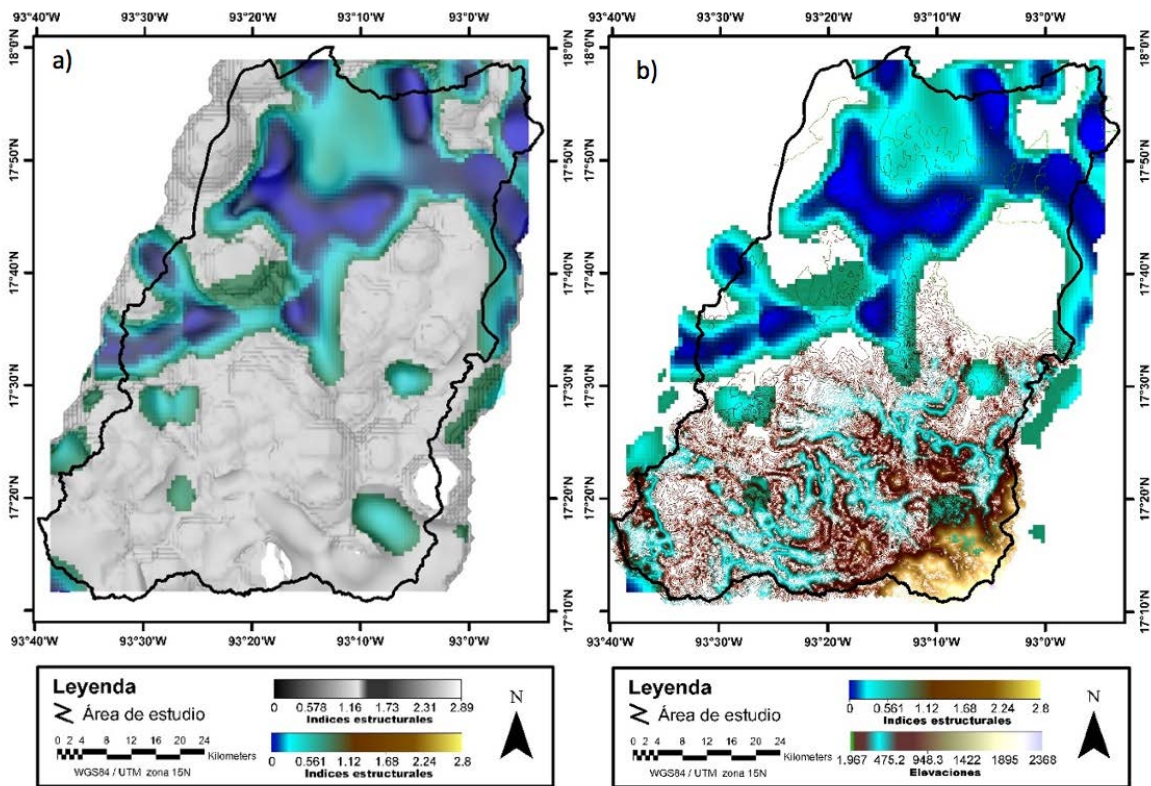 93°40'W 93°30'W 93°20'W 93°10'W 93°0'W
93°40'W 93°30'W 93°20'W 93°10'W 93°0'W
a)
b)
18°0'N 18°0'N 18°0'N 18°0'N
17°50'N 17°50'N 17°50'N 17°50'N
17°40'N 17°40'N 17°40'N 17°40'N
17°30'N 17°30'N 17°30'N 17°30'N
17°20'N 17°20'N 17°20'N 17°20'N
17°10'N 17°10'N 17°10'N 17°10'N
93°40'W 93°30'W 93°20'W 93°10'W 93°0'W
93°40'W 93°30'W 93°20'W 93°10'W 93°0'W
Leyenda
Área de estudio
0 2 4 8 12 16 20 24
Kilometers
WGS84 / UTM zona 15N
0 0.578 1.16 1.73 2.31 2.89
Indices estructurales
0 0.561 1.12 1.68 2.24 2.8
Indices estructurales
N
Leyenda
Área de estudio
0 2 4 8 12 16 20 24
Kilometers
WGS84 / UTM zona 15N
0 0.561 1.12 1.68 2.24 2.8
Indices estructurales
1.967 475.2 948.3 1422 1895 2368
Elevaciones
N